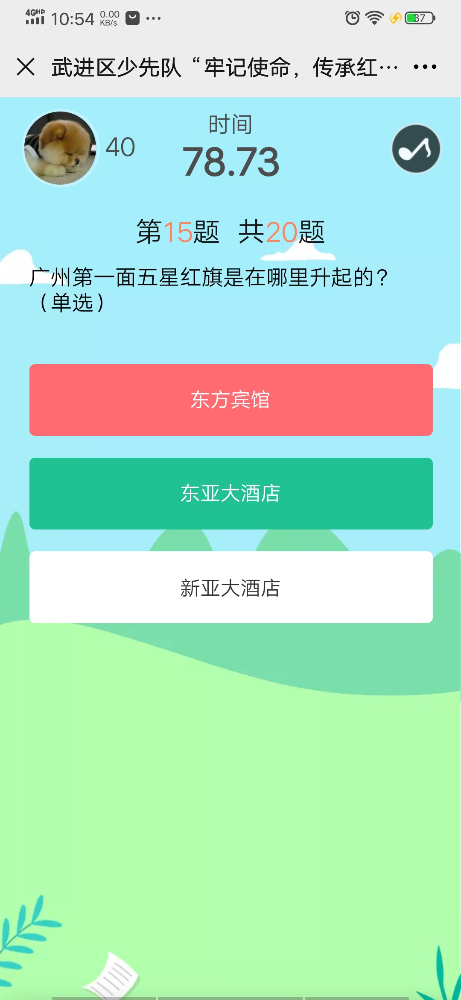 4GHD 10:54 0.00 KB/s ··· 37
武进区少先队“牢记使命，传承红··· ···
时间
40 78.73
第15题 共20题
广州第一面五星红旗是在哪里升起的？
（单选）
东方宾馆
东亚大酒店
新亚大酒店